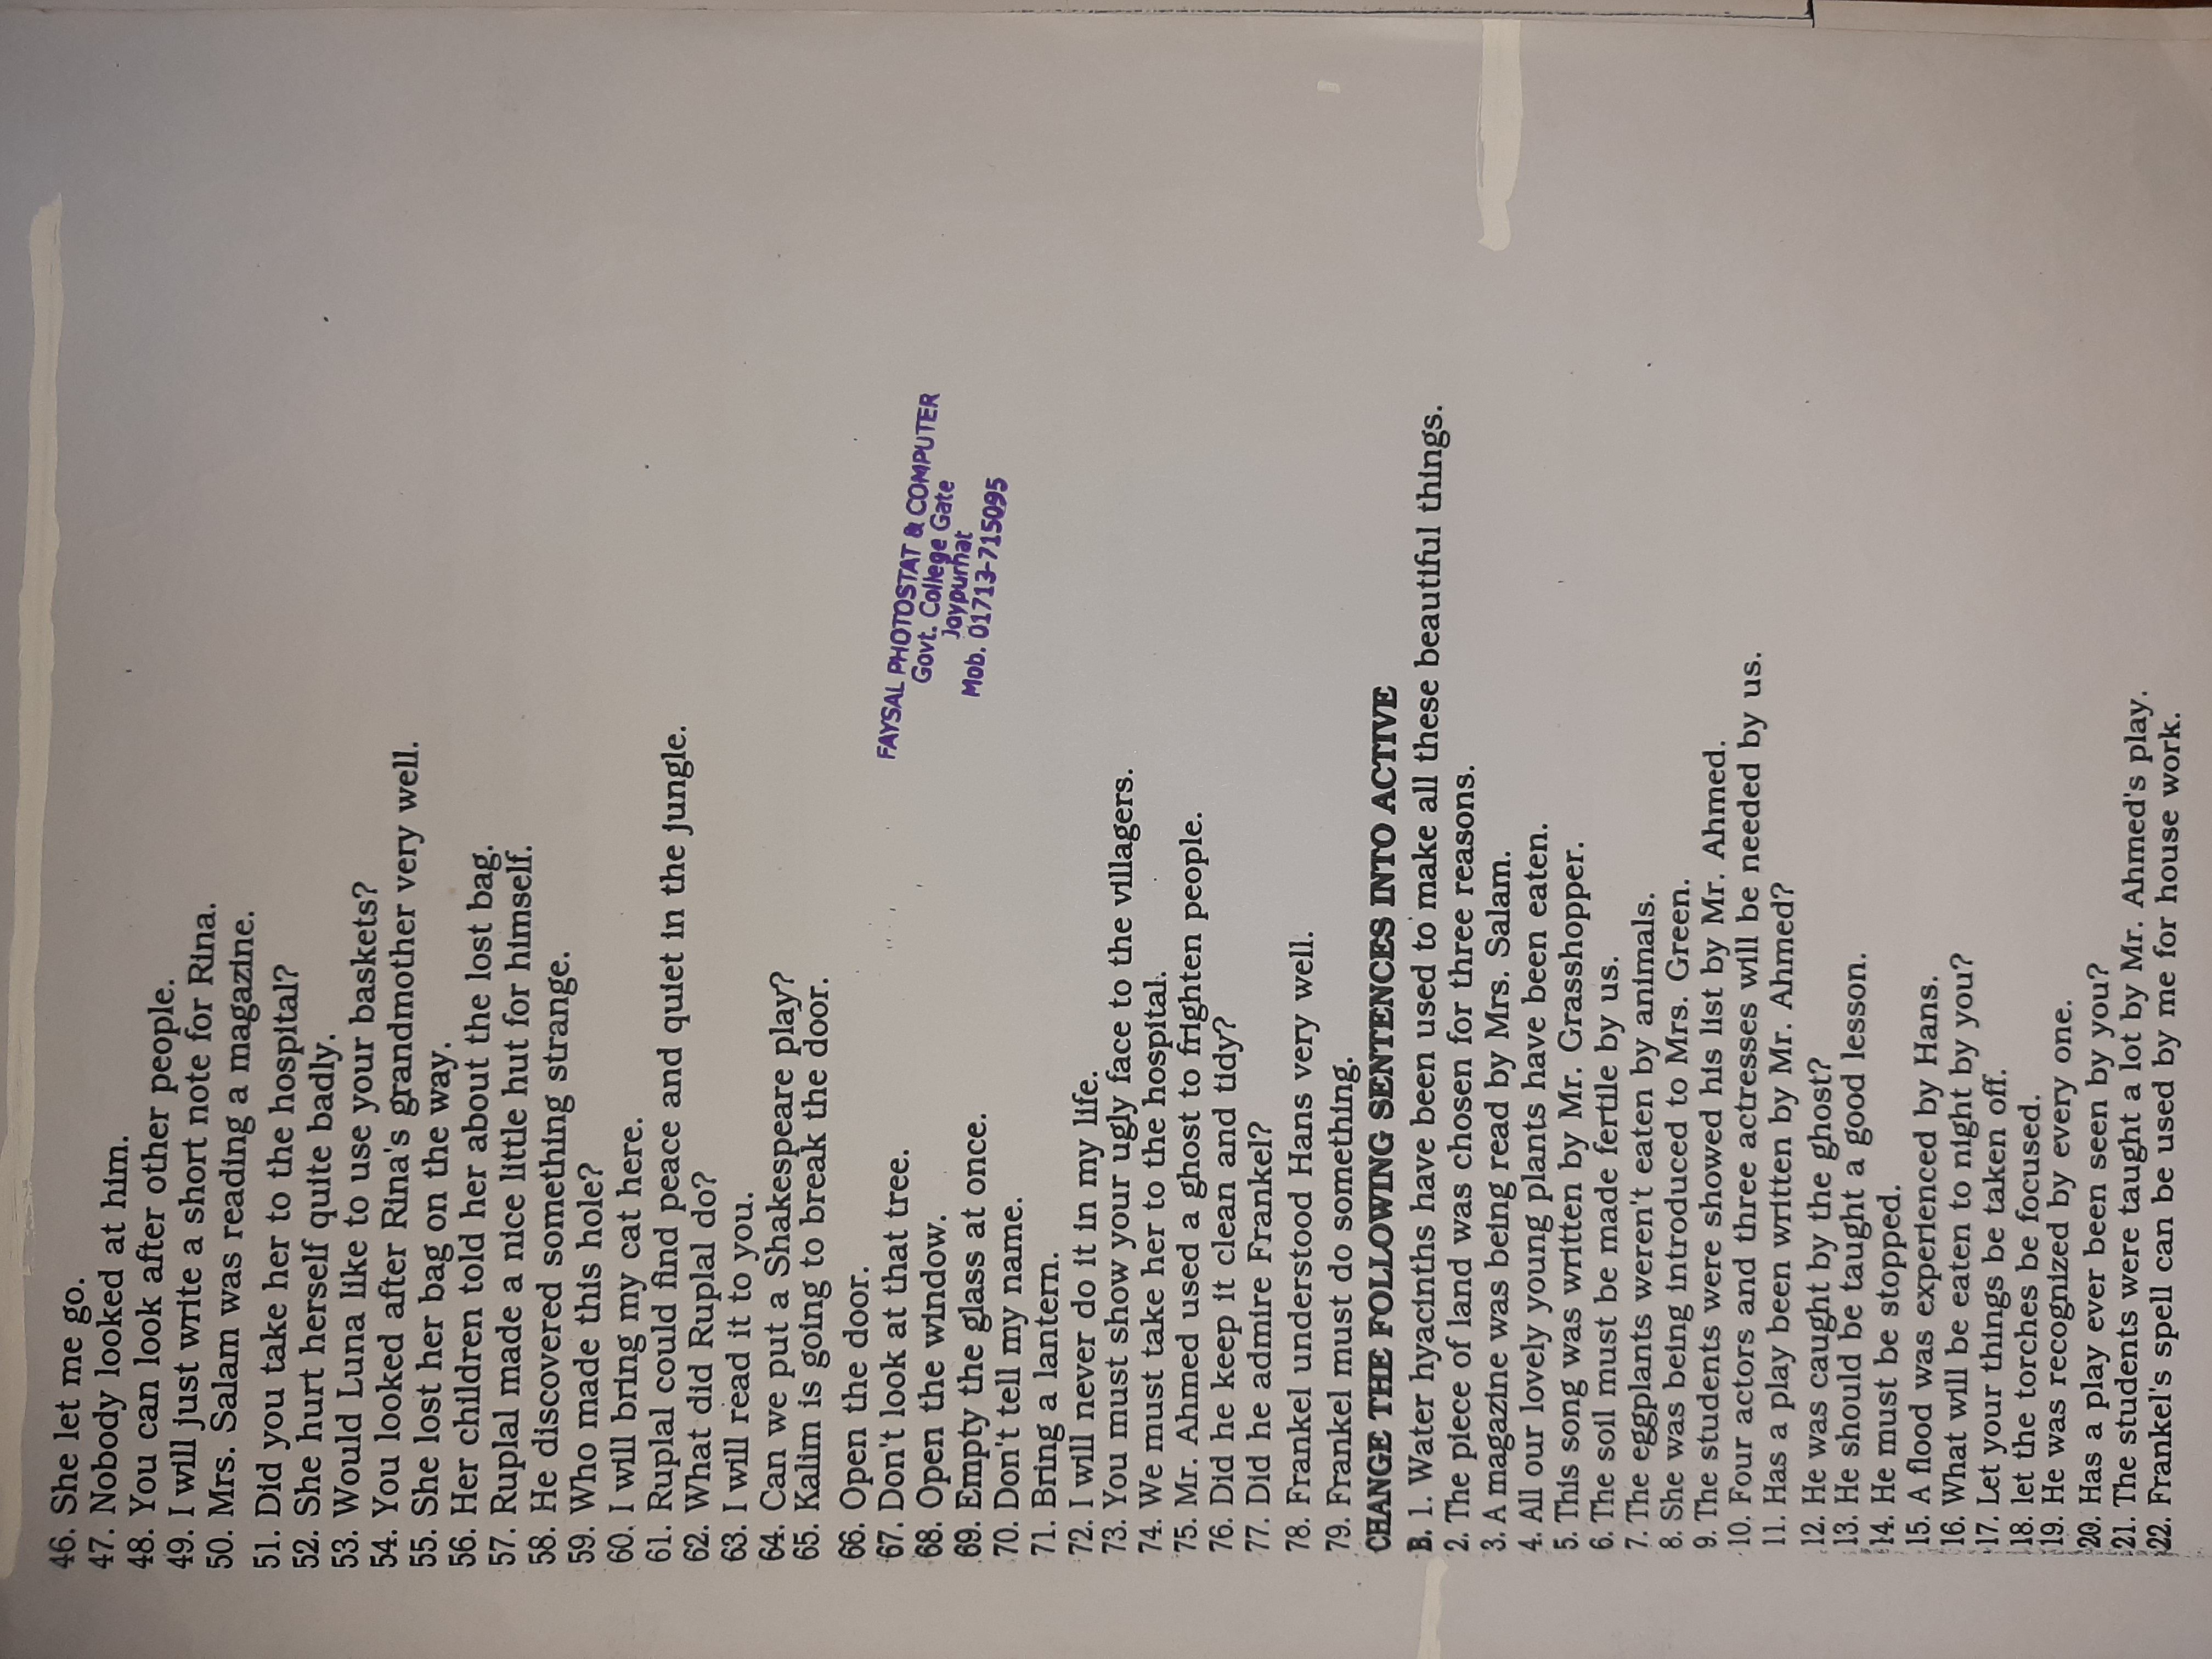 46. She let me go.
47. Nobody looked at him.
48. You can look after other people.
49. I will just write a short note for Rina.
50. Mrs. Salam was reading a magazine.
51. Did you take her to the hospital?
52. She hurt herself quite badly.
53. Would Luna like to use your baskets?
54. You looked after Rina's grandmother very well.
55. She lost her bag on the way.
56. Her children told her about the lost bag.
57. Ruplal made a nice little hut for himself.
58. He discovered something strange.
59. Who made this hole?
60. I will bring my cat here.
61. Ruplal could find peace and quiet in the jungle.
62. What did Ruplal do?
63. I will read it to you.
64. Can we put a Shakespeare play?
65. Kalim is going to break the door.
66. Open the door.
67. Don't look at that tree.
68. Open the window.
69. Empty the glass at once.
70. Don't tell my name.
71. Bring a lantern.
72. I will never do it in my life.
73. You must show your ugly face to the villagers.
74. We must take her to the hospital.
75. Mr. Ahmed used a ghost to frighten people.
76. Did he keep it clean and tidy?
77. Did he admire Frankel?
78. Frankel understood Hans very well.
79. Frankel must do something.
FAYSAL PHOTOSTAT & COMPUTER
Govt. College Gate
Joypurhat
Mob. 01713-715095
CHANGE THE FOLLOWING SENTENCES INTO ACTIVE
B. 1. Water hyacinths have been used to make all these beautiful things.
2. The piece of land was chosen for three reasons.
3. A magazine was being read by Mrs. Salam.
4. All our lovely young plants have been eaten.
5. This song was written by Mr. Grasshopper.
6. The soil must be made fertile by us.
7. The eggplants weren't eaten by animals.
8. She was being introduced to Mrs. Green.
9. The students were showed his list by Mr. Ahmed.
10. Four actors and three actresses will be needed by us.
11. Has a play been written by Mr. Ahmed?
12. He was caught by the ghost?
13. He should be taught a good lesson.
14. He must be stopped.
15. A flood was experienced by Hans.
16. What will be eaten to night by you?
17. Let your things be taken off.
18. let the torches be focused.
19. He was recognized by every one.
20. Has a play ever been seen by you?
21. The students were taught a lot by Mr. Ahmed's play.
22. Frankel's spell can be used by me for house work.